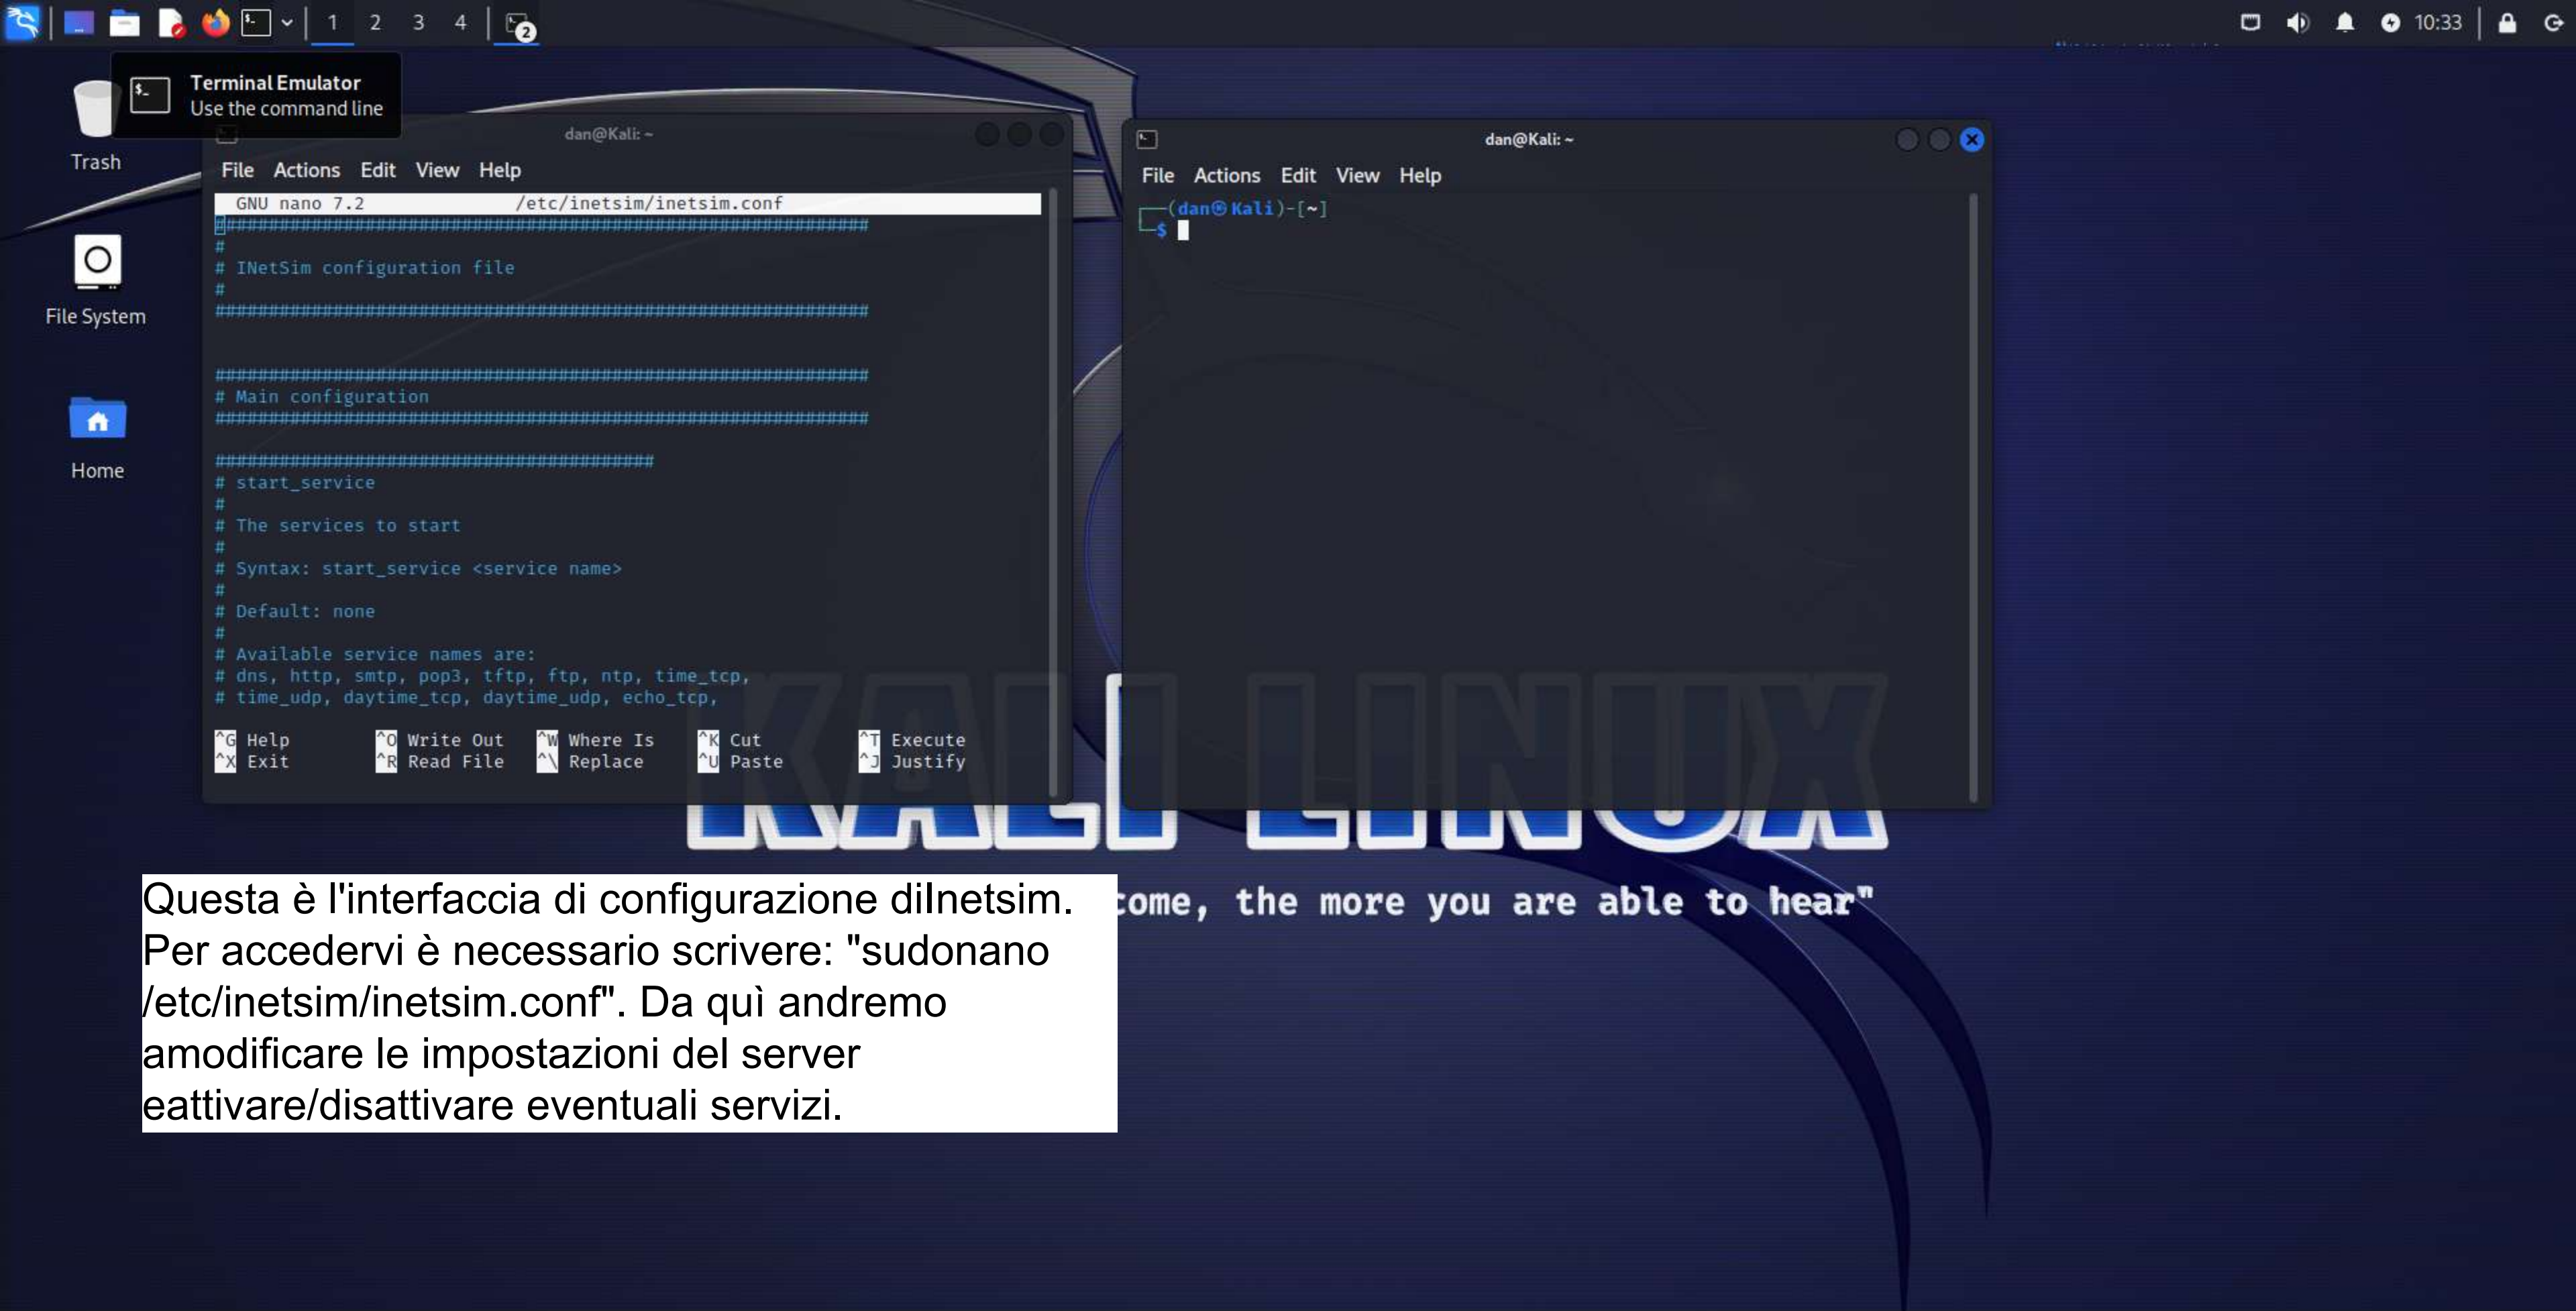 1 2 3 4 2 10:33
Terminal Emulator
Use the command line
Trash
File System
Home
dan@Kali: ~
File Actions Edit View Help
GNU nano 7.2 /etc/inetsim/inetsim.conf
#############################################################
#
# INetSim configuration file
#
#############################################################
#############################################################
# Main configuration
#############################################################
#########################################
# start_service
#
# The services to start
#
# Syntax: start_service <service name>
#
# Default: none
#
# Available service names are:
# dns, http, smtp, pop3, tftp, ftp, ntp, time_tcp,
# time_udp, daytime_tcp, daytime_udp, echo_tcp,
^G Help ^O Write Out ^W Where Is ^K Cut ^T Execute
^X Exit ^R Read File ^\ Replace ^U Paste ^J Justify
dan@Kali: ~
File Actions Edit View Help
┌──(dan㉿Kali)-[~]
└─$
KALI LINUX
come, the more you are able to hear"
Questa è l'interfaccia di configurazione diInetsim.
Per accedervi è necessario scrivere: "sudonano
/etc/inetsim/inetsim.conf". Da quì andremo
amodificare le impostazioni del server
eattivare/disattivare eventuali servizi.